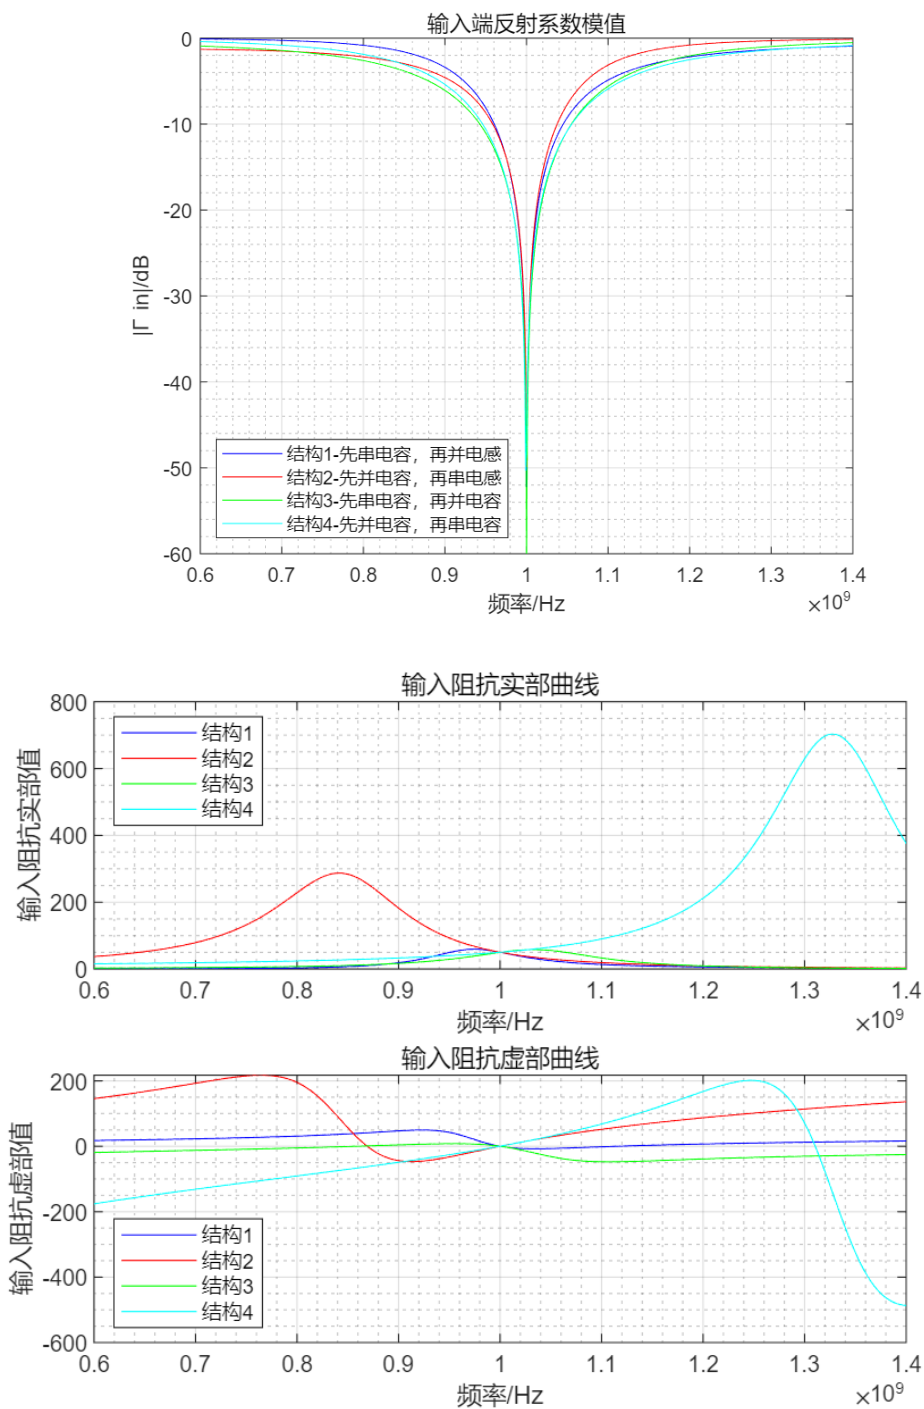 输入端反射系数模值
|Γ in|/dB
0
-10
-20
-30
-40
-50
-60
结构1-先串电容，再并电感
结构2-先并电容，再串电感
结构3-先串电容，再并电容
结构4-先并电容，再串电容
0.6 0.7 0.8 0.9 1 1.1 1.2 1.3 1.4
频率/Hz
×10⁹
输入阻抗实部曲线
输入阻抗实部值
800
600
400
200
0
结构1
结构2
结构3
结构4
0.6 0.7 0.8 0.9 1 1.1 1.2 1.3 1.4
频率/Hz
×10⁹
输入阻抗虚部曲线
输入阻抗虚部值
200
0
-200
-400
-600
结构1
结构2
结构3
结构4
0.6 0.7 0.8 0.9 1 1.1 1.2 1.3 1.4
频率/Hz
×10⁹